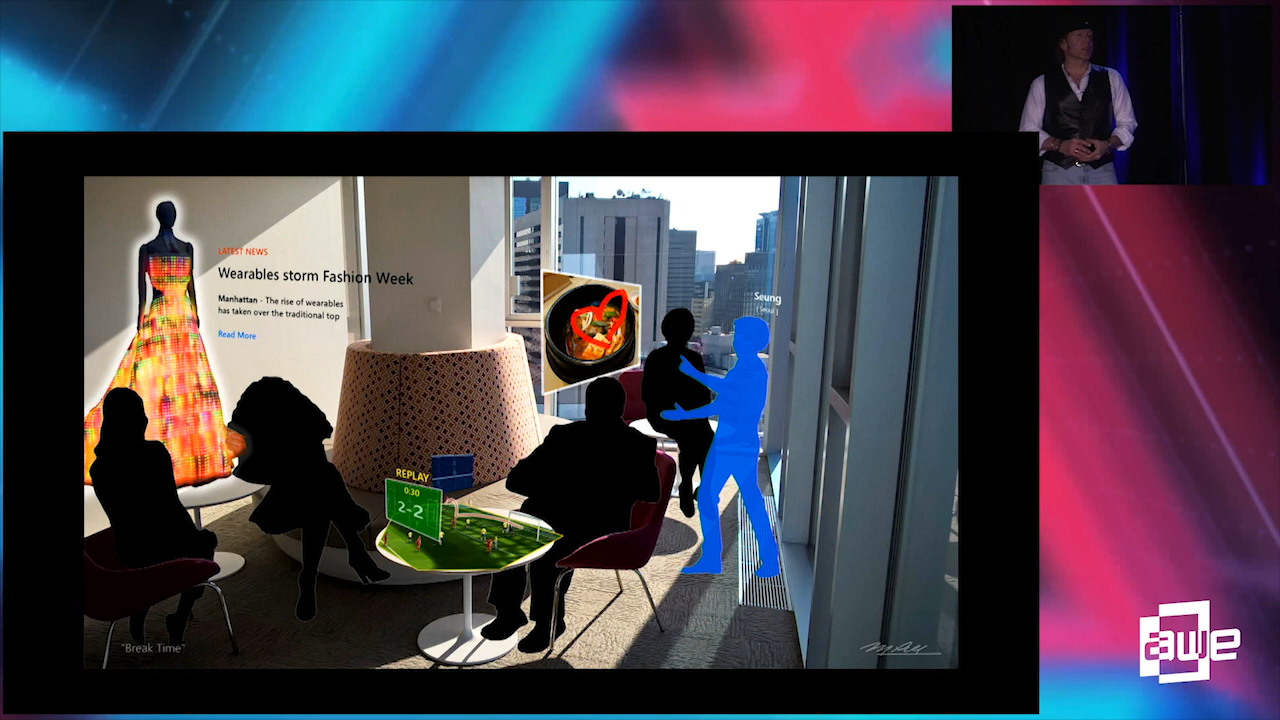 LATEST NEWS
Wearables storm Fashion Week
Manhattan - The rise of wearables
has taken over the traditional top
Read More
Seung
REPLAY
0:30
2-2
"Break Time"
awe